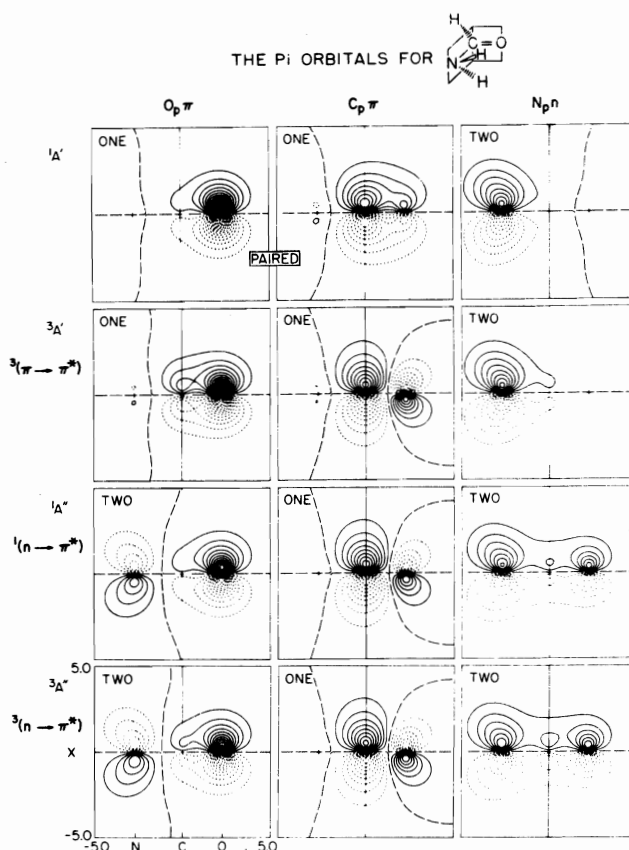 THE Pi ORBITALS FOR
H
C=O
N
H
H
Opπ Cpπ Npn
¹A'
ONE ONE TWO
PAIRED
³A'
³(π → π*)
ONE ONE TWO
¹A"
¹(n → π*)
TWO ONE TWO
³A"
³(n → π*)
5.0
TWO ONE TWO
X
-5.0
-5.0 N C O 5.0